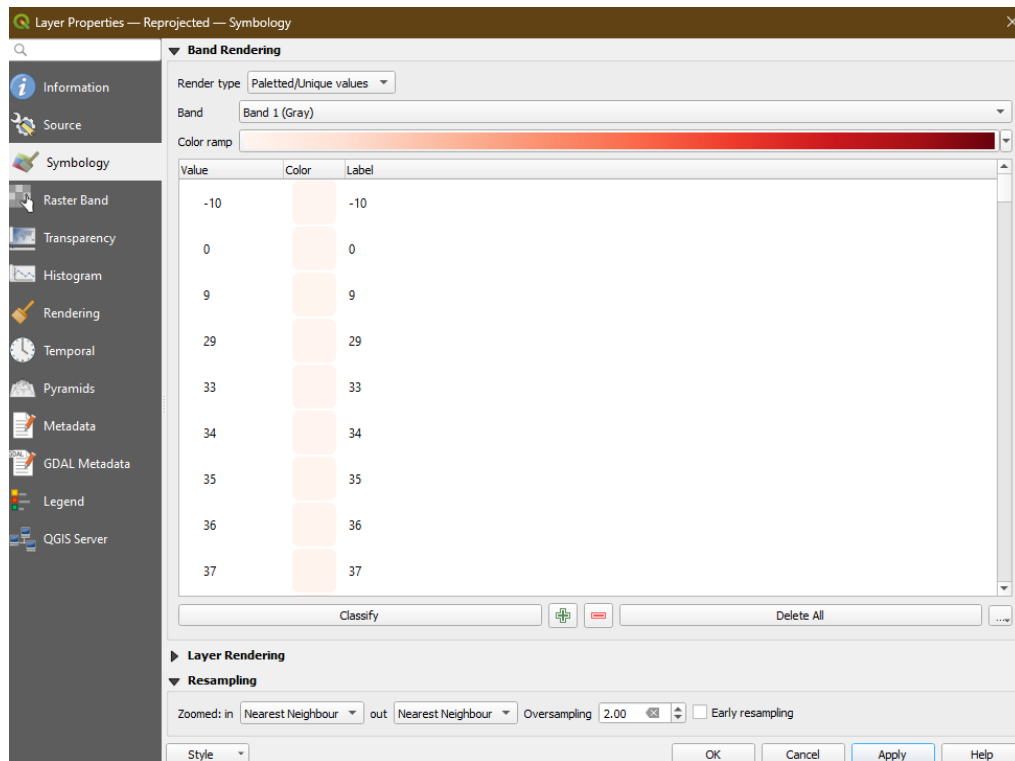 Layer Properties — Reprojected — Symbology
Information
Source
Symbology
Raster Band
Transparency
Histogram
Rendering
Temporal
Pyramids
Metadata
GDAL Metadata
Legend
QGIS Server
Band Rendering
Render type Paletted/Unique values
Band Band 1 (Gray)
Color ramp
Value Color Label
-10 -10
0 0
9 9
29 29
33 33
34 34
35 35
36 36
37 37
Classify Delete All ...
Layer Rendering
Resampling
Zoomed: in Nearest Neighbour out Nearest Neighbour Oversampling 2.00 Early resampling
Style OK Cancel Apply Help